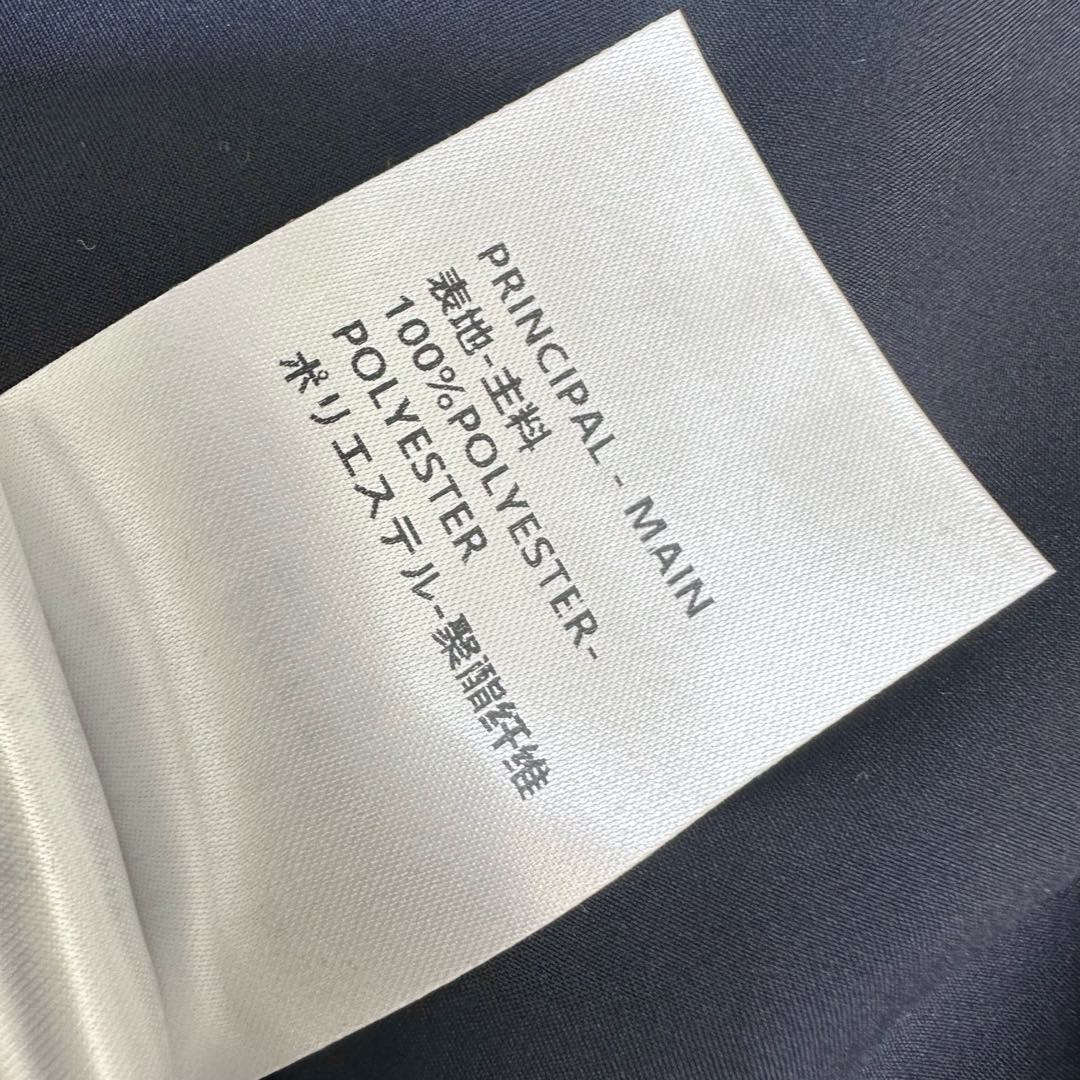 PRINCIPAL - MAIN
表地-主料
100%POLYESTER-
POLYESTER
ポリエステル-聚酯纤维